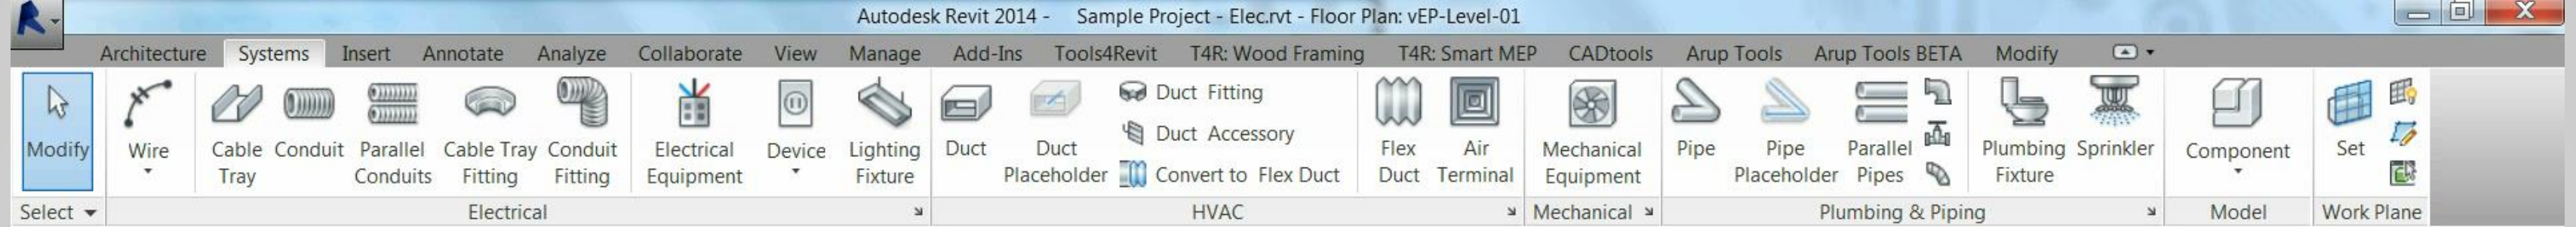 Autodesk Revit 2014 - Sample Project - Elec.rvt - Floor Plan: vEP-Level-01
Architecture Systems Insert Annotate Analyze Collaborate View Manage Add-Ins Tools4Revit T4R: Wood Framing T4R: Smart MEP CADtools Arup Tools Arup Tools BETA Modify
Modify
Wire
Cable
Tray
Conduit
Parallel
Conduits
Cable Tray
Fitting
Conduit
Fitting
Electrical
Equipment
Device
Lighting
Fixture
Duct
Duct
Placeholder
Duct Fitting
Duct Accessory
Convert to Flex Duct
Flex
Duct
Air
Terminal
Mechanical
Equipment
Pipe
Pipe
Placeholder
Parallel
Pipes
Plumbing
Fixture
Sprinkler
Component
Set
Select Electrical HVAC Mechanical Plumbing & Piping Model Work Plane